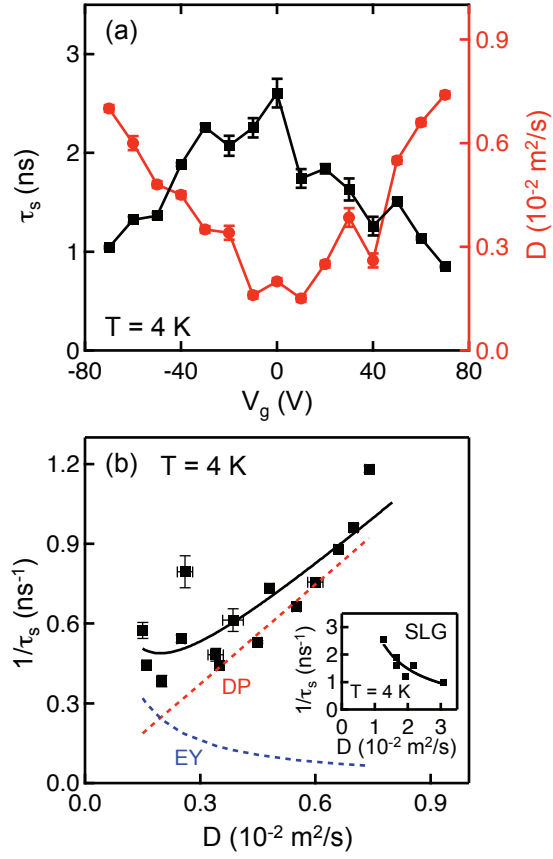 (a)
3
2
1
0
τs (ns)
0.9
0.6
0.3
0.0
D (10-2 m2/s)
T = 4 K
-80
-40
0
40
80
Vg (V)
(b)
T = 4 K
1.2
0.9
0.6
0.3
0.0
1/τs (ns-1)
DP
EY
SLG
3
2
1
0
1/τs (ns-1)
T = 4 K
0
1
2
3
D (10-2 m2/s)
0.3
0.6
0.9
D (10-2 m2/s)